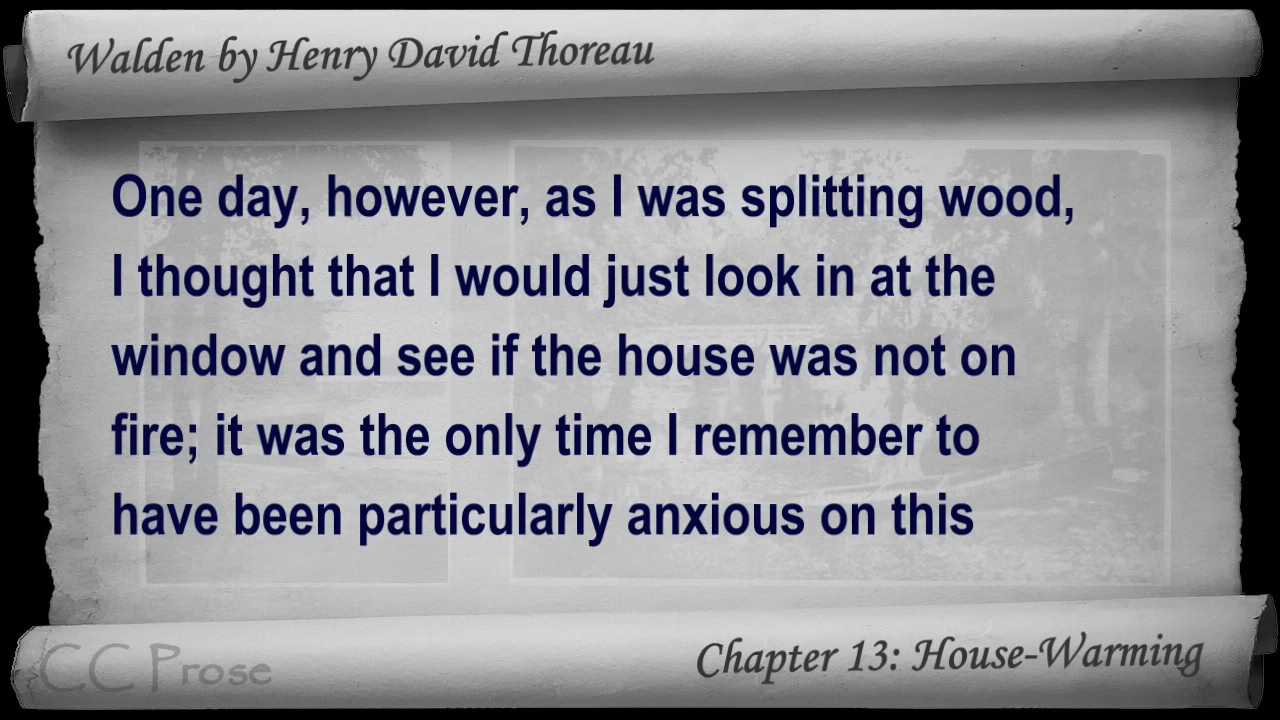 Walden by Henry David Thoreau
One day, however, as I was splitting wood,
I thought that I would just look in at the
window and see if the house was not on
fire; it was the only time I remember to
have been particularly anxious on this
CC Prose
Chapter 13: House-Warming